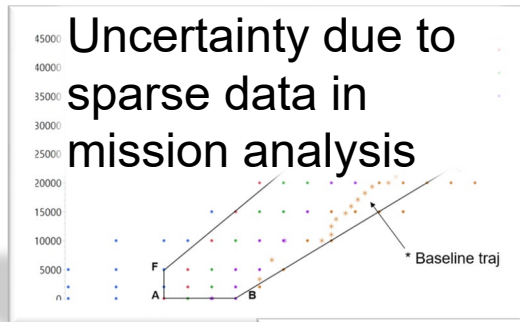 Uncertainty due to
sparse data in
mission analysis
45000
40000
35000
30000
25000
20000
15000
10000
5000
0
F
A
B
* Baseline traj